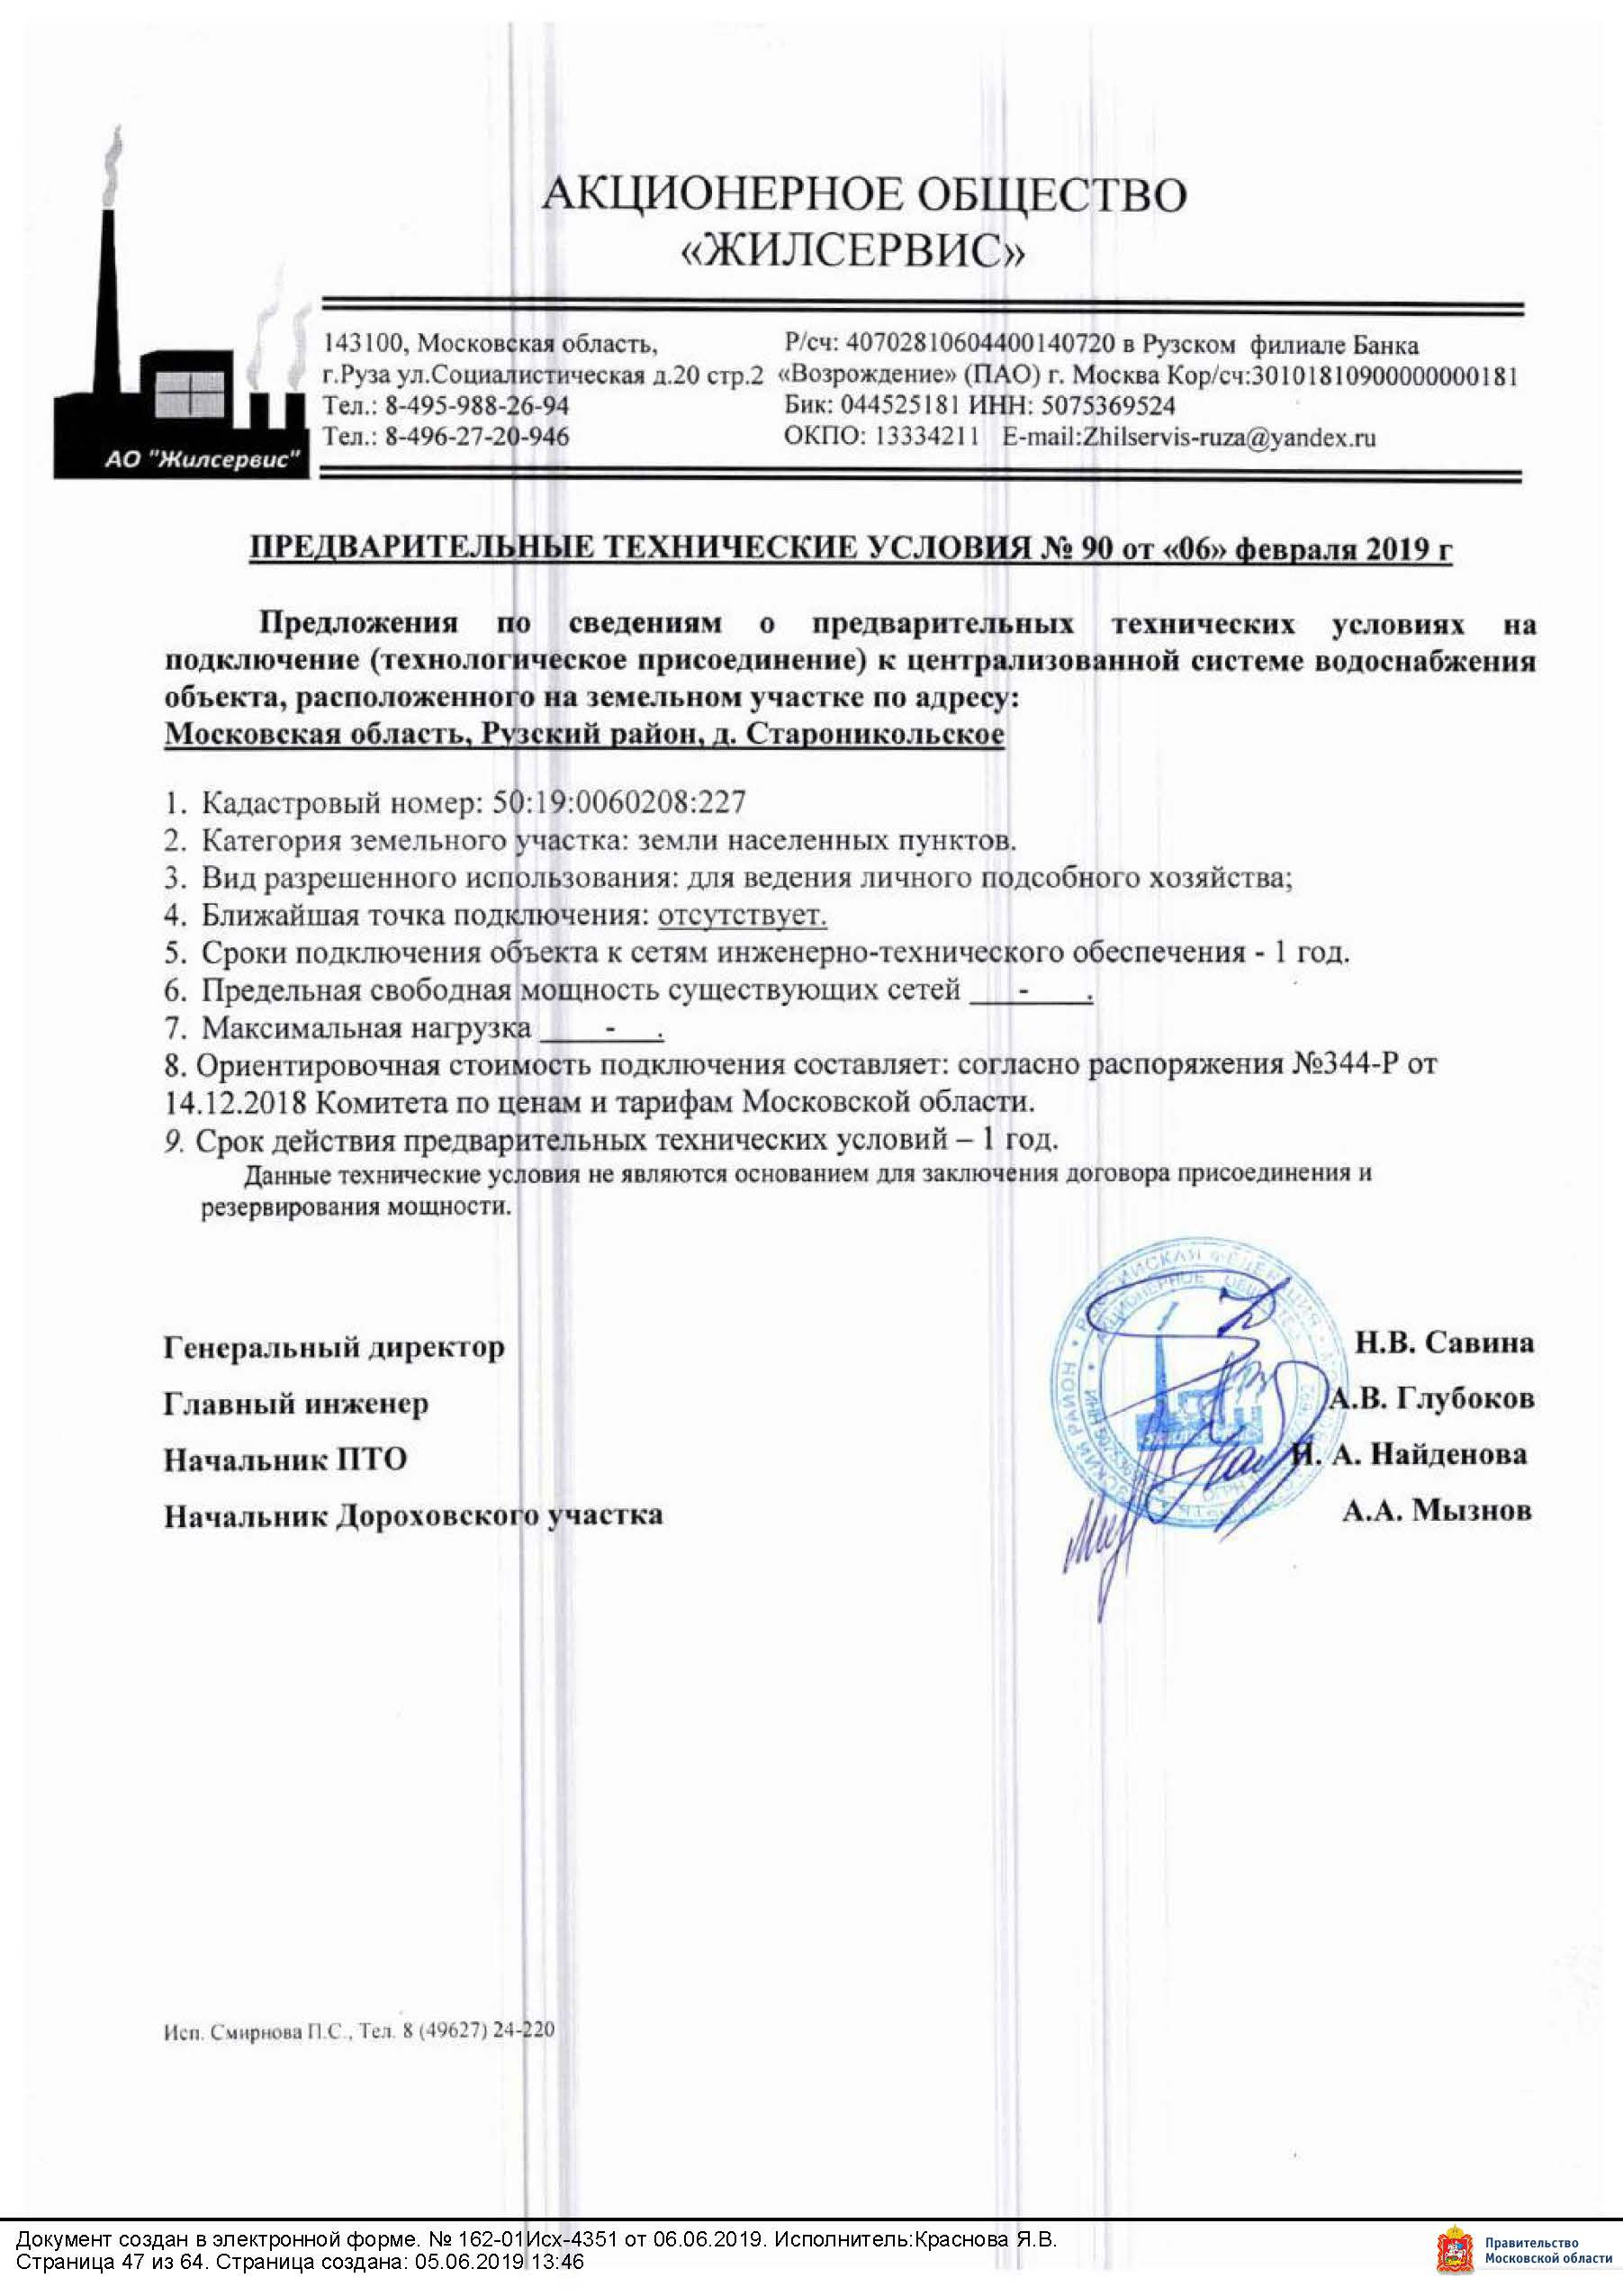 АКЦИОНЕРНОЕ ОБЩЕСТВО
«ЖИЛСЕРВИС»
АО "Жилсервис"
143100, Московская область,
г.Руза ул.Социалистическая д.20 стр.2
Тел.: 8-495-988-26-94
Тел.: 8-496-27-20-946
Р/сч: 40702810604400140720 в Рузском филиале Банка
«Возрождение» (ПАО) г. Москва Кор/сч:30101810900000000181
Бик: 044525181 ИНН: 5075369524
ОКПО: 13334211 E-mail:Zhilservis-ruza@yandex.ru
ПРЕДВАРИТЕЛЬНЫЕ ТЕХНИЧЕСКИЕ УСЛОВИЯ № 90 от «06» февраля 2019 г
Предложения по сведениям о предварительных технических условиях на
подключение (технологическое присоединение) к централизованной системе водоснабжения
объекта, расположенного на земельном участке по адресу:
Московская область, Рузский район, д. Староникольское
1. Кадастровый номер: 50:19:0060208:227
2. Категория земельного участка: земли населенных пунктов.
3. Вид разрешенного использования: для ведения личного подсобного хозяйства;
4. Ближайшая точка подключения: отсутствует.
5. Сроки подключения объекта к сетям инженерно-технического обеспечения - 1 год.
6. Предельная свободная мощность существующих сетей ___-___.
7. Максимальная нагрузка ___-___.
8. Ориентировочная стоимость подключения составляет: согласно распоряжения №344-Р от
14.12.2018 Комитета по ценам и тарифам Московской области.
9. Срок действия предварительных технических условий – 1 год.
Данные технические условия не являются основанием для заключения договора присоединения и
резервирования мощности.
Генеральный директор Н.В. Савина
Главный инженер А.В. Глубоков
Начальник ПТО Н. А. Найденова
Начальник Дороховского участка А.А. Мызнов
РОССИЙСКАЯ ФЕДЕРАЦИЯ
АКЦИОНЕРНОЕ
РАЙОН
Исп. Смирнова П.С., Тел. 8 (49627) 24-220
Документ создан в электронной форме. № 162-01Исх-4351 от 06.06.2019. Исполнитель:Краснова Я.В.
Страница 47 из 64. Страница создана: 05.06.2019 13:46
Правительство
Московской области